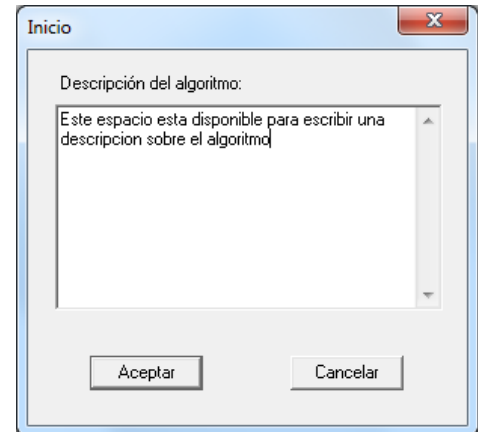 Inicio
Descripción del algoritmo:
Este espacio esta disponible para escribir una
descripcion sobre el algoritmo
Aceptar Cancelar